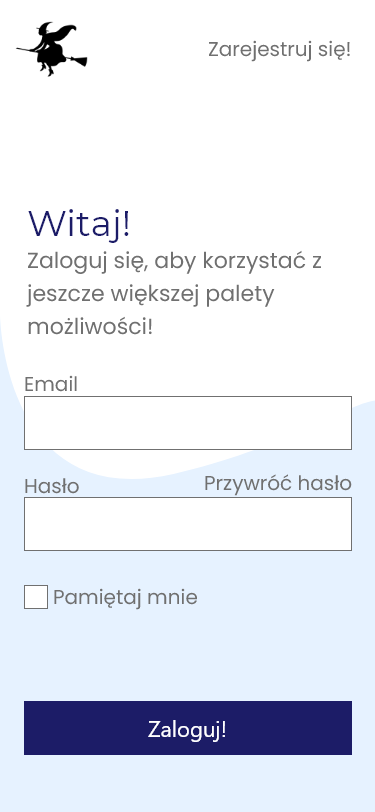 Zarejestruj się!
Witaj!
Zaloguj się, aby korzystać z
jeszcze większej palety
możliwości!
Email
Hasło
Przywróć hasło
Pamiętaj mnie
Zaloguj!